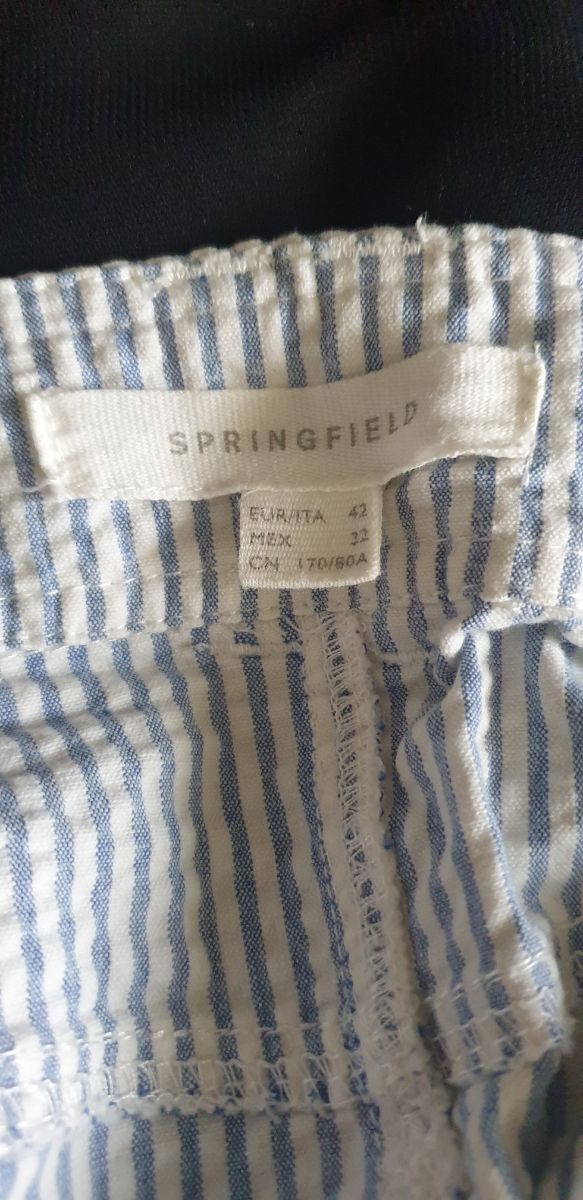 SPRINGFIELD
EUR/ITA 42
MEX 32
CN 170/80A